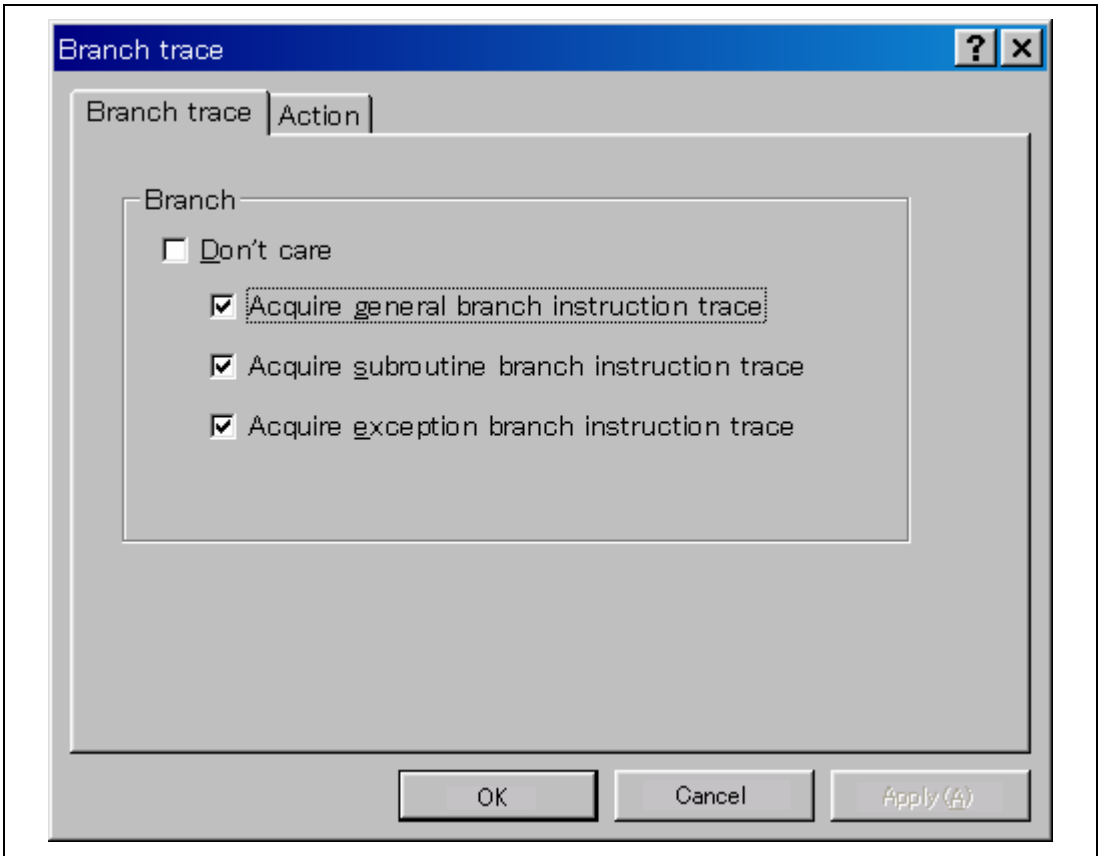 Branch trace
Branch trace Action
Branch
Don't care
Acquire general branch instruction trace
Acquire subroutine branch instruction trace
Acquire exception branch instruction trace
OK Cancel Apply(A)